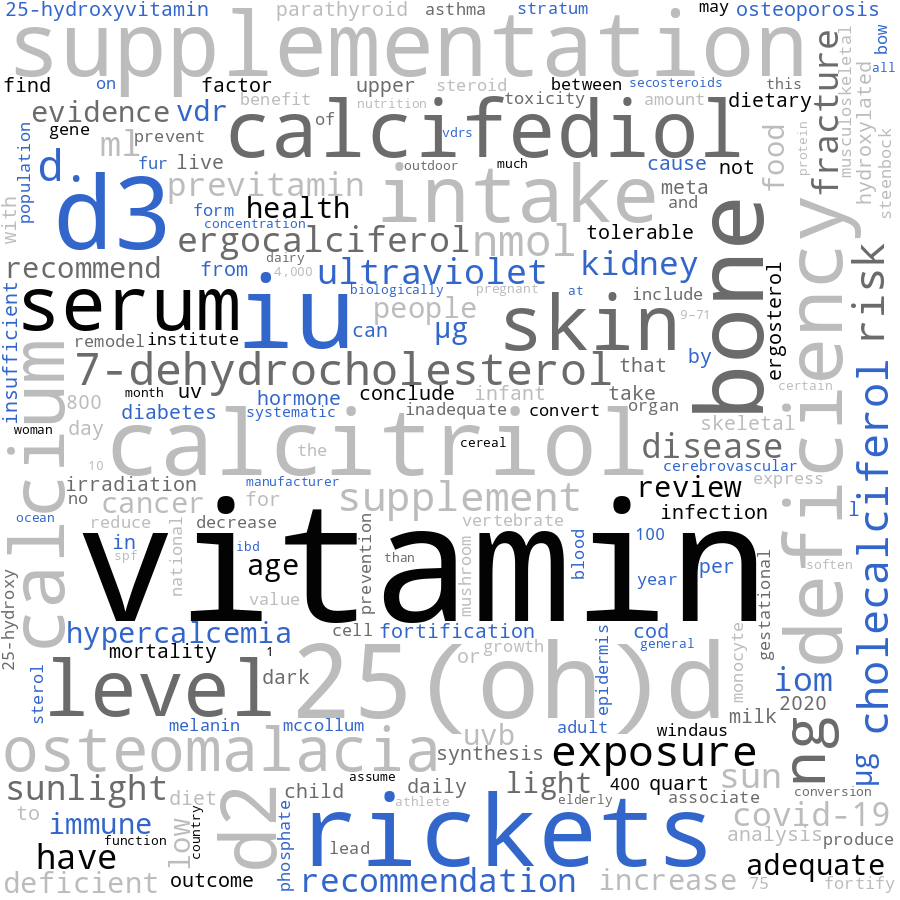 25-hydroxyvitamin parathyroid asthma stratum may osteoporosis
supplementation
find on factor upper steroid between secosteroids this all bow
evidence vdr benefit nutrition toxicity amount dietary fracture musculoskeletal
gene ml prevent of calcifediol vdrs
population d. fur live outdoor much cause not food protein hydroxylated steenbock
d3 previtamin intake meta and
with form health concentration tolerable
ergocalciferol nmol
recommend from dairy 4,000 ultraviolet kidney bone deficiency risk
insufficient serum iu biologically pregnant at include ergosterol
people 9–71
can µg skin
remodel institute by
7-dehydrocholesterol that certain
month uv hormone conclude infant take
calcium 800 diabetes systematic inadequate convert organ
woman day calcitriol skeletal
the cereal disease
10 cerebrovascular cholecalciferol
irradiation manufacturer express
no cancer for supplement review
ocean reduce decrease vertebrate infection l
in spf national ibd vitamin prevention than mushroom blood 100
age year per soften
value gestational
25-hydroxy hypercalcemia cell fortification cod
mortality 1 or growth general
level dark 25(oh)d epidermis monocyte iom
sterol 2020
melanin mccollum adult milk
uvb windaus ng µg
osteomalacia synthesis exposure
sunlight assume light 400 quart sun
diet d2 child daily elderly associate conversion
to athlete covid-19
immune low country phosphate rickets analysis
function lead produce
have adequate
deficient outcome recommendation increase 75 fortify